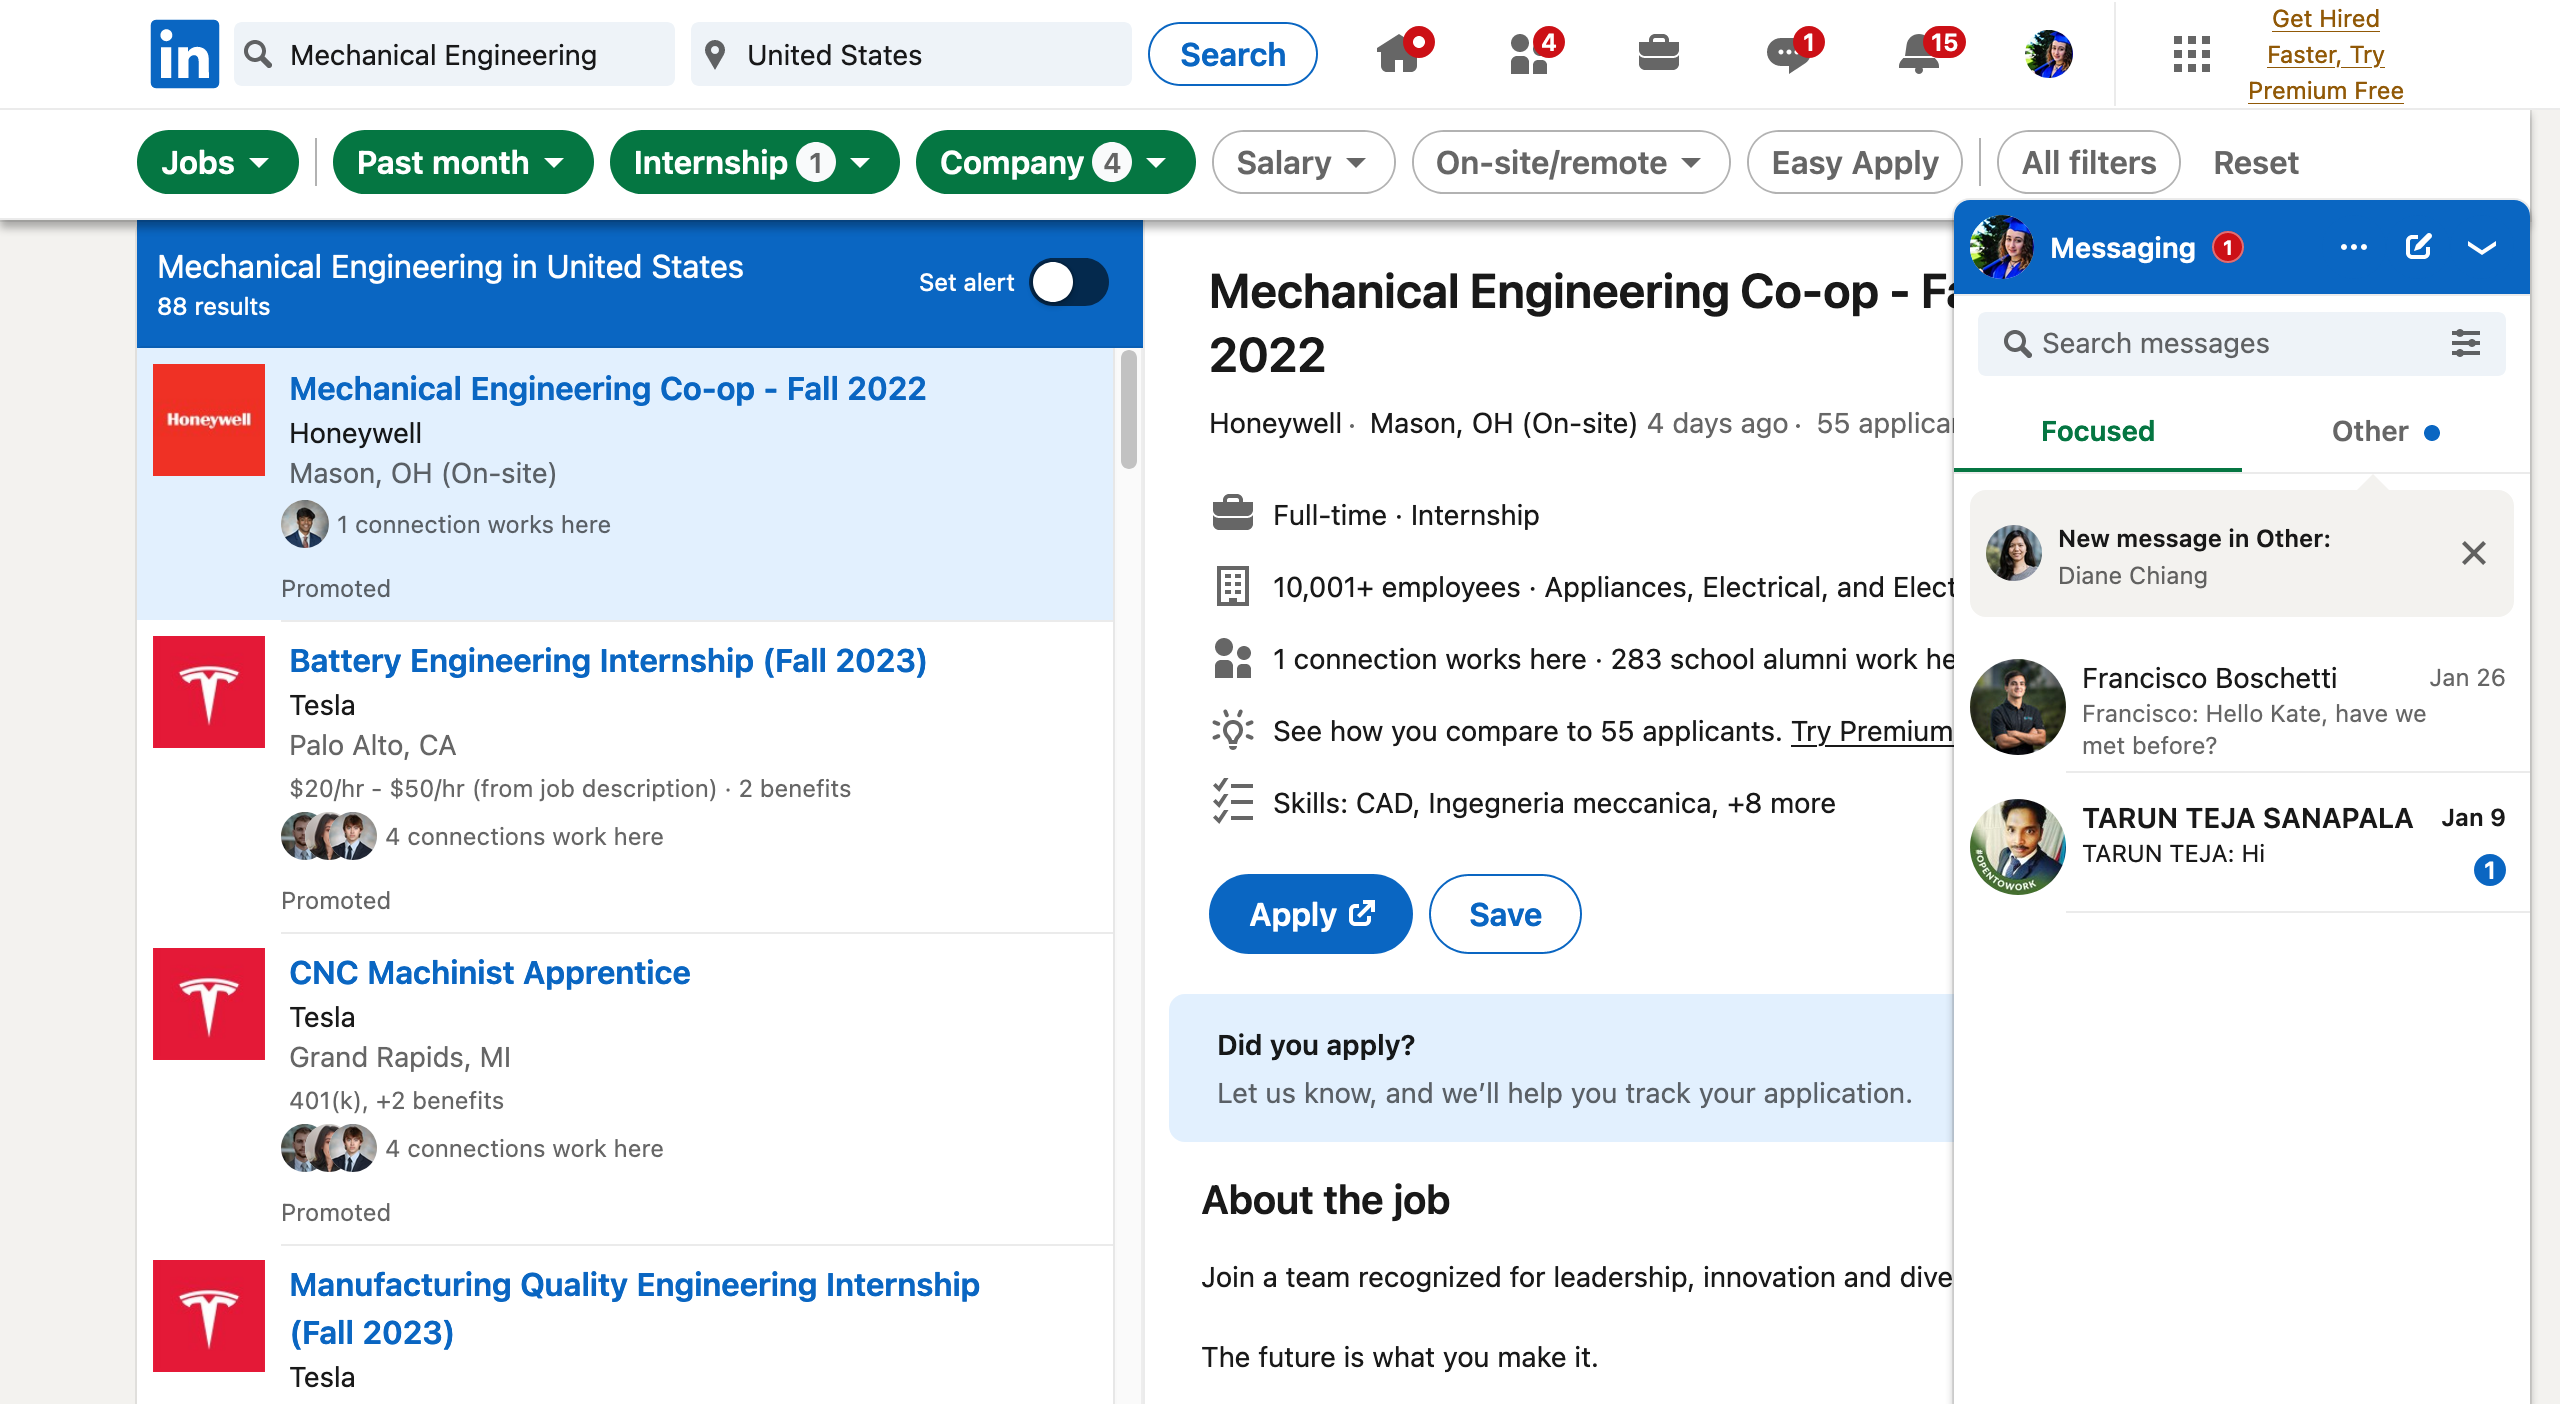 in
Mechanical Engineering
United States
Search
4
1
15
Get Hired
Faster, Try
Premium Free
Jobs
Past month
Internship 1
Company 4
Salary
On-site/remote
Easy Apply
All filters
Reset
Mechanical Engineering in United States
88 results
Set alert
Honeywell
Mechanical Engineering Co-op - Fall 2022
Honeywell
Mason, OH (On-site)
1 connection works here
Promoted
Battery Engineering Internship (Fall 2023)
Tesla
Palo Alto, CA
$20/hr - $50/hr (from job description) · 2 benefits
4 connections work here
Promoted
CNC Machinist Apprentice
Tesla
Grand Rapids, MI
401(k), +2 benefits
4 connections work here
Promoted
Manufacturing Quality Engineering Internship
(Fall 2023)
Tesla
Mechanical Engineering Co-op - Fa
2022
Honeywell · Mason, OH (On-site) 4 days ago · 55 applica
Full-time · Internship
10,001+ employees · Appliances, Electrical, and Elect
1 connection works here · 283 school alumni work he
See how you compare to 55 applicants. Try Premium
Skills: CAD, Ingegneria meccanica, +8 more
Apply
Save
Did you apply?
Let us know, and we’ll help you track your application.
About the job
Join a team recognized for leadership, innovation and dive
The future is what you make it.
Messaging 1
Search messages
Focused
Other
New message in Other:
Diane Chiang
Francisco Boschetti
Jan 26
Francisco: Hello Kate, have we
met before?
#OPENTOWORK
TARUN TEJA SANAPALA
Jan 9
TARUN TEJA: Hi
1